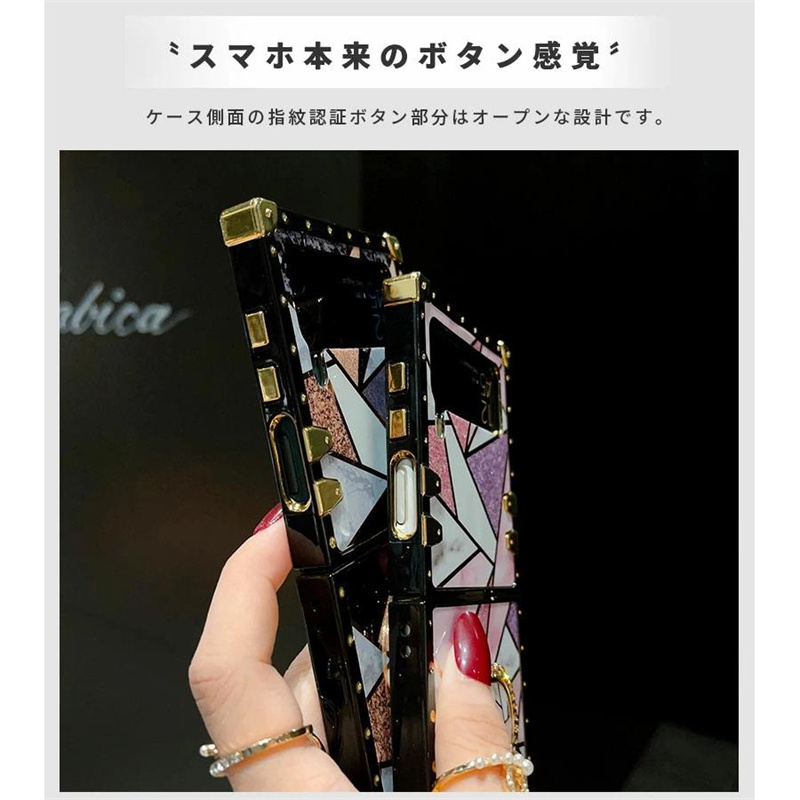 〝スマホ本来のボタン感覚〞
ケース側面の指紋認証ボタン部分はオープンな設計です。
abica